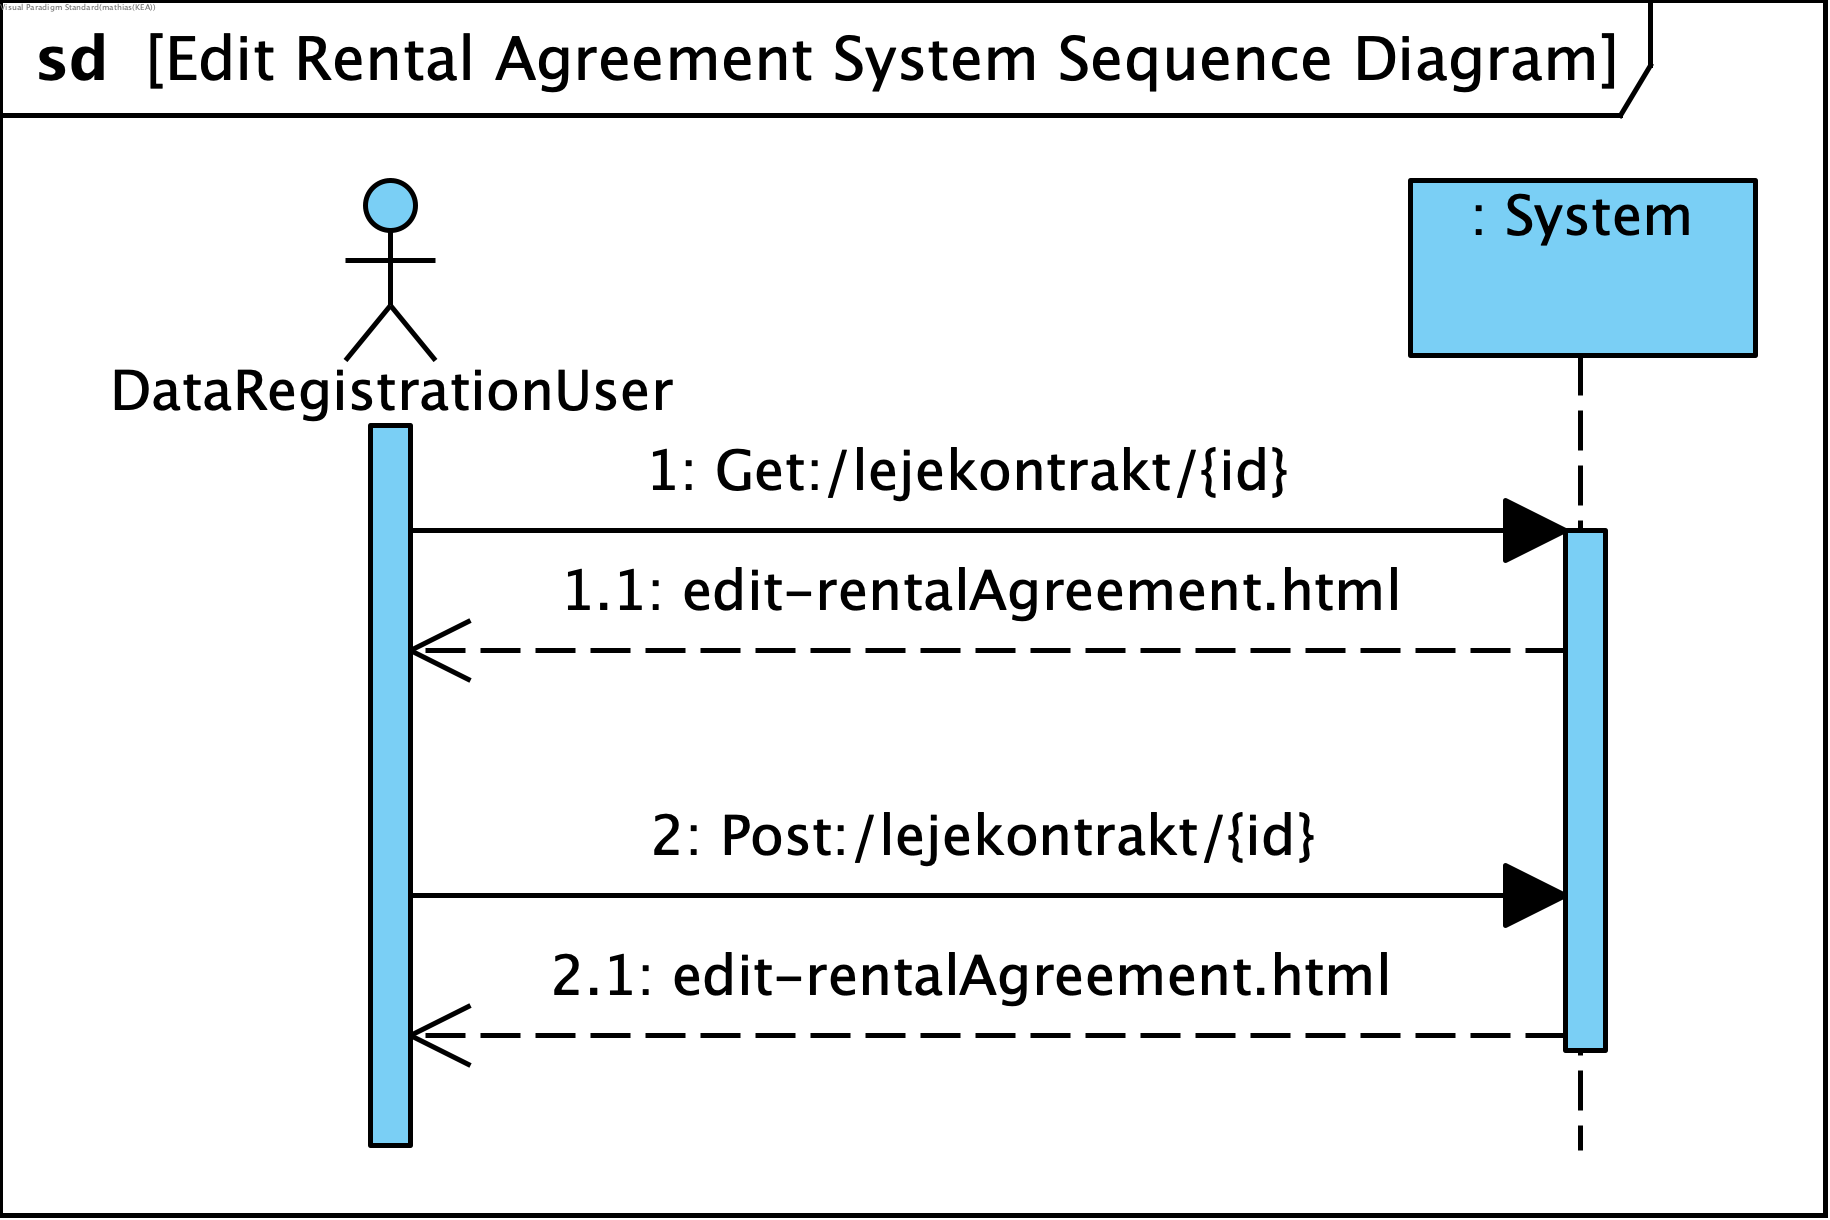 Visual Paradigm Standard(mathias(KEA))
sd [Edit Rental Agreement System Sequence Diagram]
: System
DataRegistrationUser
1: Get:/lejekontrakt/{id}
1.1: edit-rentalAgreement.html
2: Post:/lejekontrakt/{id}
2.1: edit-rentalAgreement.html